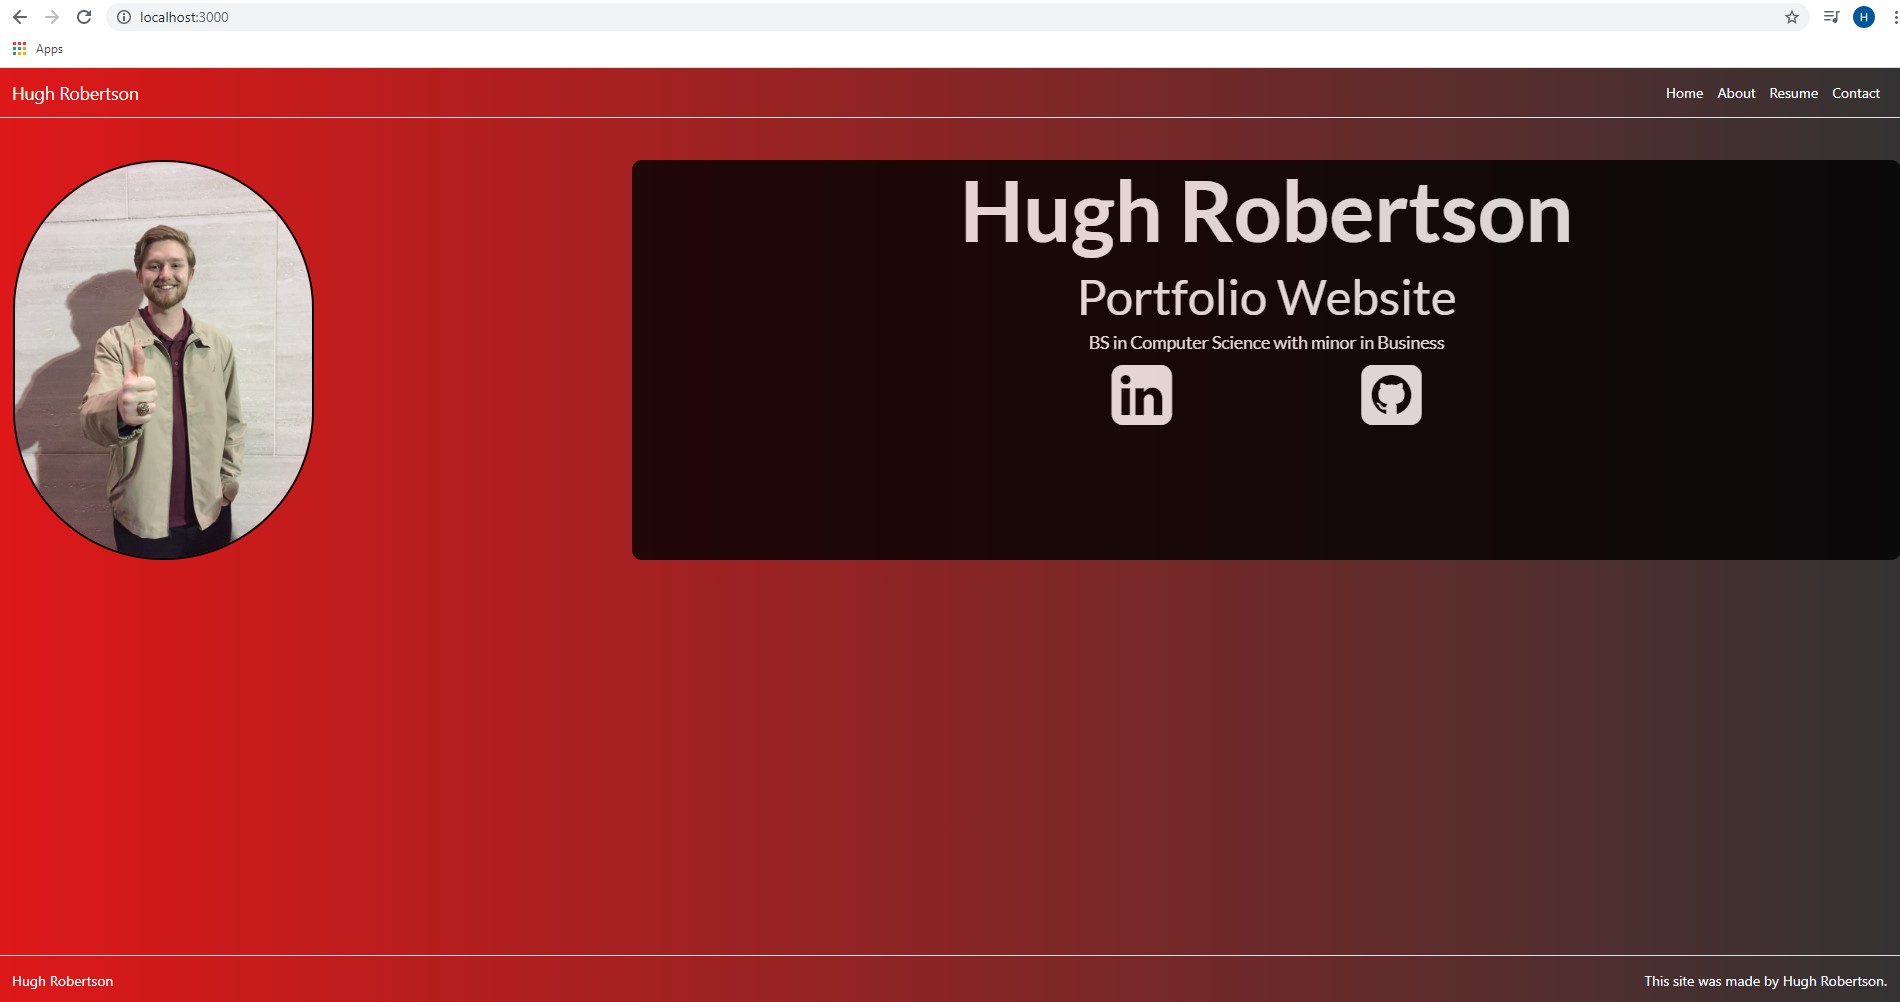 localhost:3000
H
Apps
Hugh Robertson
Home About Resume Contact
Hugh Robertson
Portfolio Website
BS in Computer Science with minor in Business
in
Hugh Robertson
This site was made by Hugh Robertson.